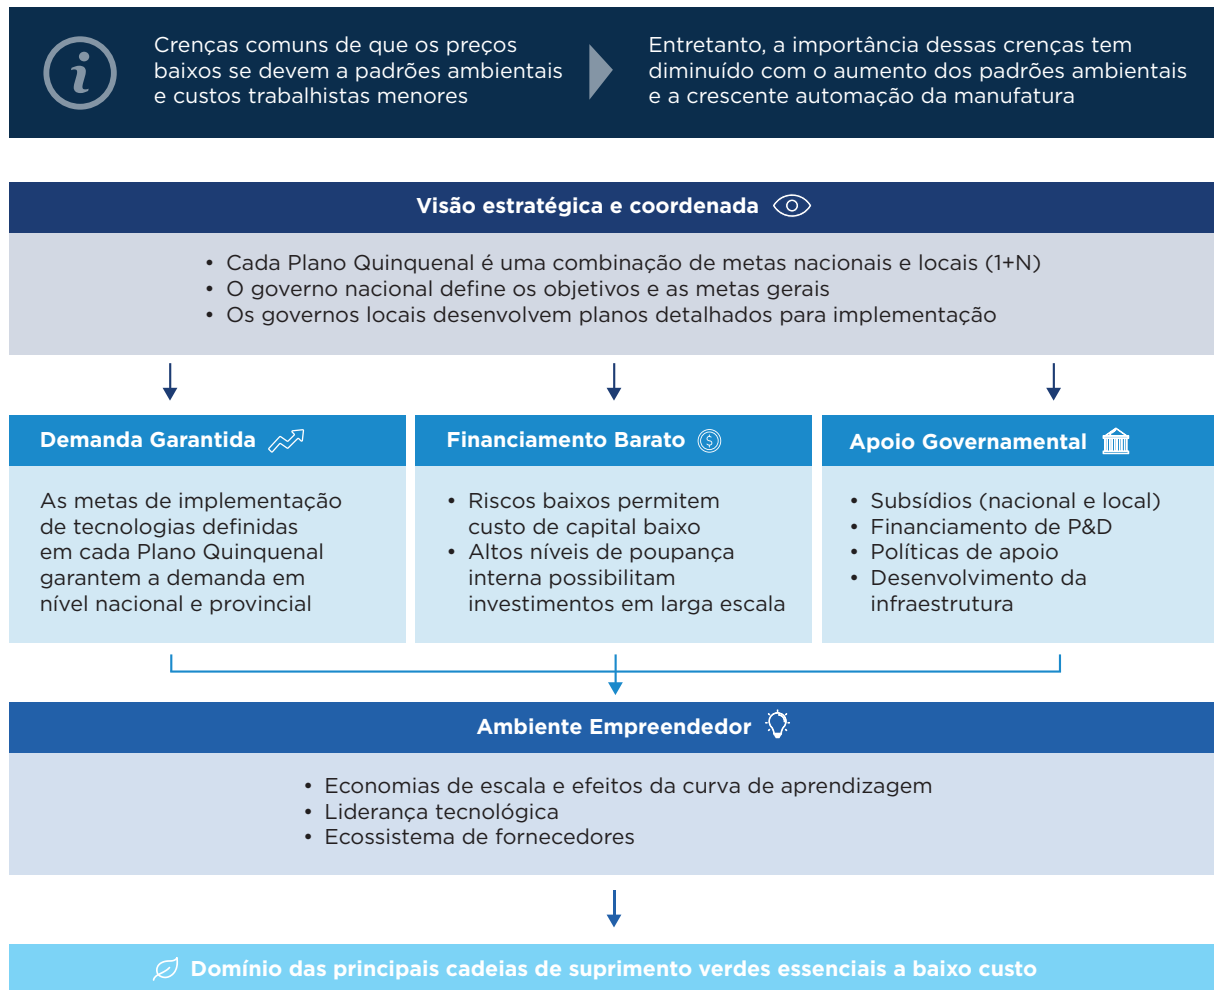 Crenças comuns de que os preços
baixos se devem a padrões ambientais
e custos trabalhistas menores
Entretanto, a importância dessas crenças tem
diminuído com o aumento dos padrões ambientais
e a crescente automação da manufatura
Visão estratégica e coordenada
• Cada Plano Quinquenal é uma combinação de metas nacionais e locais (1+N)
• O governo nacional define os objetivos e as metas gerais
• Os governos locais desenvolvem planos detalhados para implementação
Demanda Garantida
As metas de implementação
de tecnologias definidas
em cada Plano Quinquenal
garantem a demanda em
nível nacional e provincial
Financiamento Barato
• Riscos baixos permitem
custo de capital baixo
• Altos níveis de poupança
interna possibilitam
investimentos em larga escala
Apoio Governamental
• Subsídios (nacional e local)
• Financiamento de P&D
• Políticas de apoio
• Desenvolvimento da
infraestrutura
Ambiente Empreendedor
• Economias de escala e efeitos da curva de aprendizagem
• Liderança tecnológica
• Ecossistema de fornecedores
Domínio das principais cadeias de suprimento verdes essenciais a baixo custo